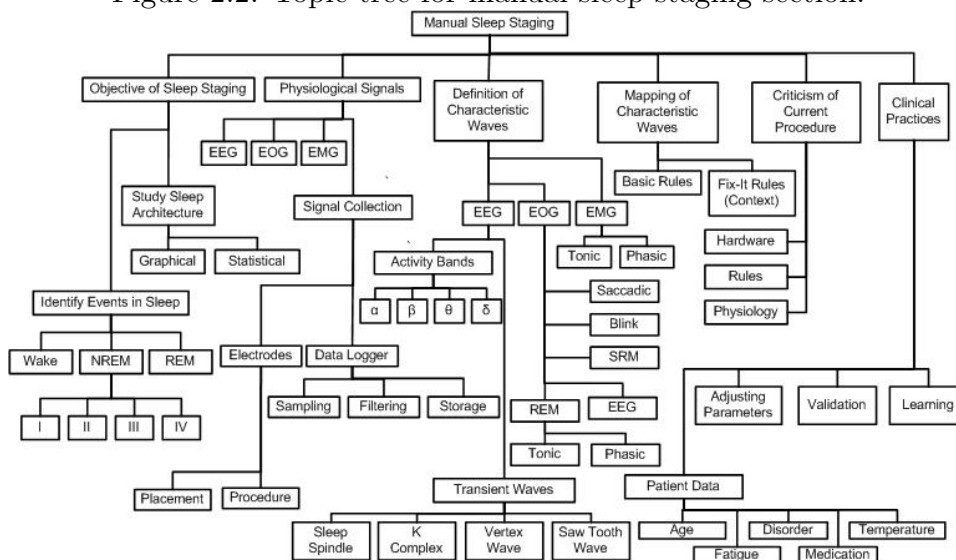 Figure 2.2: Topic tree for manual sleep staging section.
Manual Sleep Staging
Objective of Sleep Staging
Physiological Signals
Definition of
Characteristic
Waves
Mapping of
Characteristic
Waves
Criticism of
Current
Procedure
Clinical
Practices
EEG
EOG
EMG
Basic Rules
Fix-It Rules
(Context)
Study Sleep
Architecture
Signal Collection
EEG
EOG
EMG
Hardware
Graphical
Statistical
Activity Bands
Tonic
Phasic
Rules
Saccadic
Identify Events in Sleep
α
β
θ
δ
Physiology
Blink
Wake
NREM
REM
Electrodes
Data Logger
SRM
Sampling
Filtering
Storage
REM
EEG
Adjusting
Parameters
Validation
Learning
I
II
III
IV
Tonic
Phasic
Placement
Procedure
Transient Waves
Patient Data
Sleep
Spindle
K
Complex
Vertex
Wave
Saw Tooth
Wave
Age
Disorder
Temperature
Fatigue
Medication